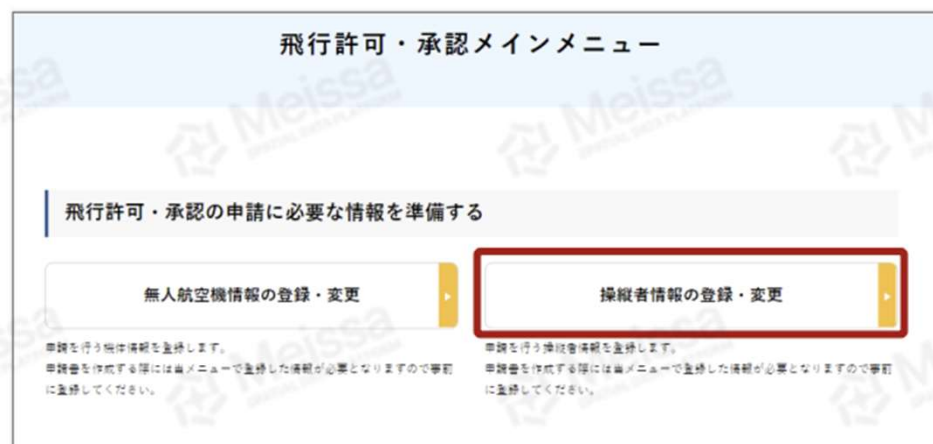 飛行許可・承認メインメニュー
飛行許可・承認の申請に必要な情報を準備する
無人航空機情報の登録・変更
操縦者情報の登録・変更
申請を行う機体情報を登録します。
申請書を作成する際には当メニューで登録した情報が必要となりますので事前
に登録してください。
申請を行う操縦者情報を登録します。
申請書を作成する際には当メニューで登録した情報が必要となりますので事前
に登録してください。
Meissa
SPATIAL DATA PLATFORM